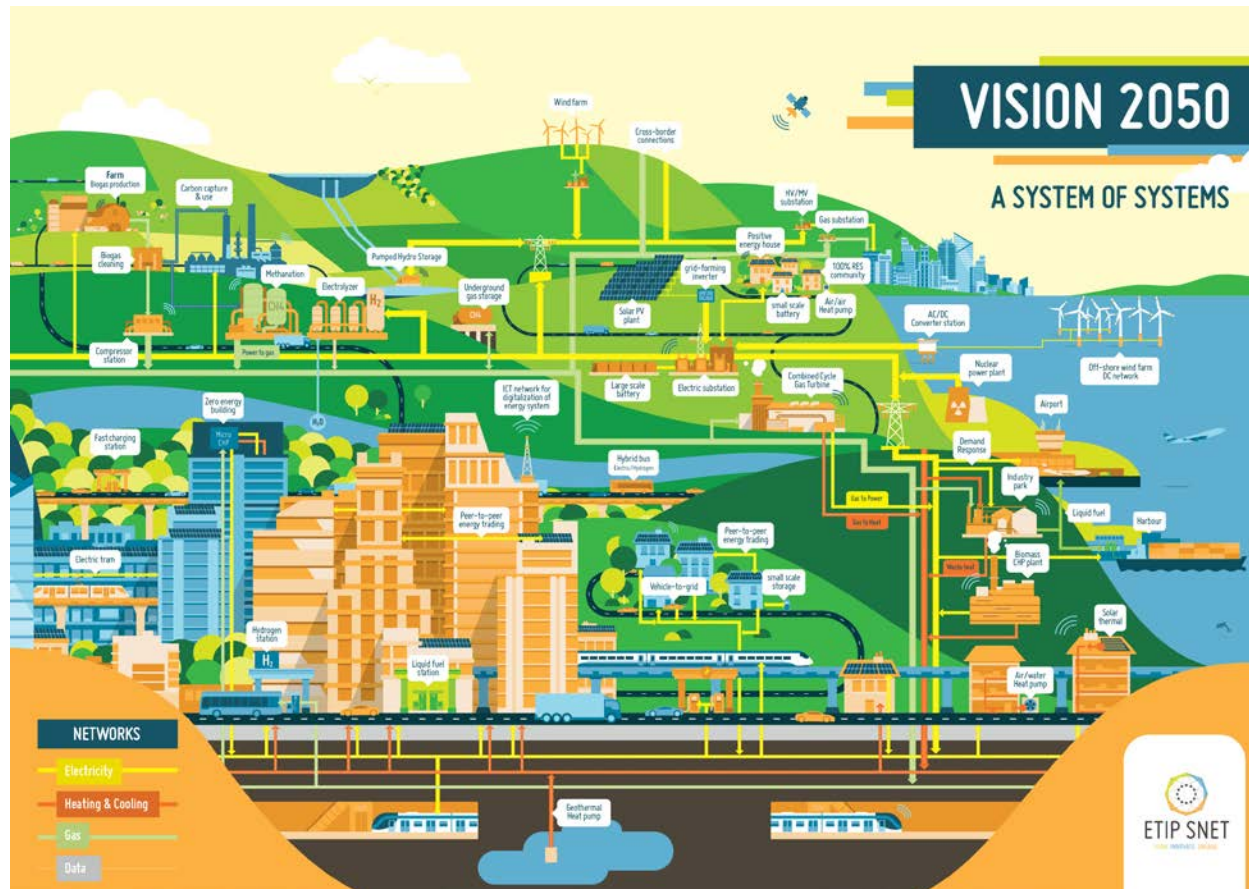 VISION 2050
A SYSTEM OF SYSTEMS
Wind farm
Cross-border
connections
Farm
Biogas production
Carbon capture
& use
HV/MV
substation
Gas substation
Positive
energy house
Biogas
cleaning
Pumped Hydro Storage
grid-forming
inverter
100% RES
community
Methanation
CH4
Electrolyzer
H2
Underground
gas storage
CH4
Solar PV
plant
small scale
battery
Air/air
Heat pump
AC/DC
Converter station
Off-shore wind farm
DC network
Compressor
station
Power to gas
Large scale
battery
Electric substation
Combined Cycle
Gas Turbine
Nuclear
power plant
Airport
Zero energy
building
Micro
CHP
H2O
ICT network for
digitalization of
energy system
Fast charging
station
Hybrid bus
Electro/Hydrogen
Demand
Response
Industry
park
Gas to Power
Gas to Heat
Liquid fuel
Harbour
Peer-to-peer
energy trading
Peer-to-peer
energy trading
Electric tram
Vehicle-to-grid
small scale
storage
Waste heat
Biomass
CHP plant
Solar
thermal
Hydrogen
station
H2
Liquid fuel
station
Air/water
Heat pump
NETWORKS
Electricity
Heating & Cooling
Gas
Data
Geothermal
Heat pump
ETIP SNET